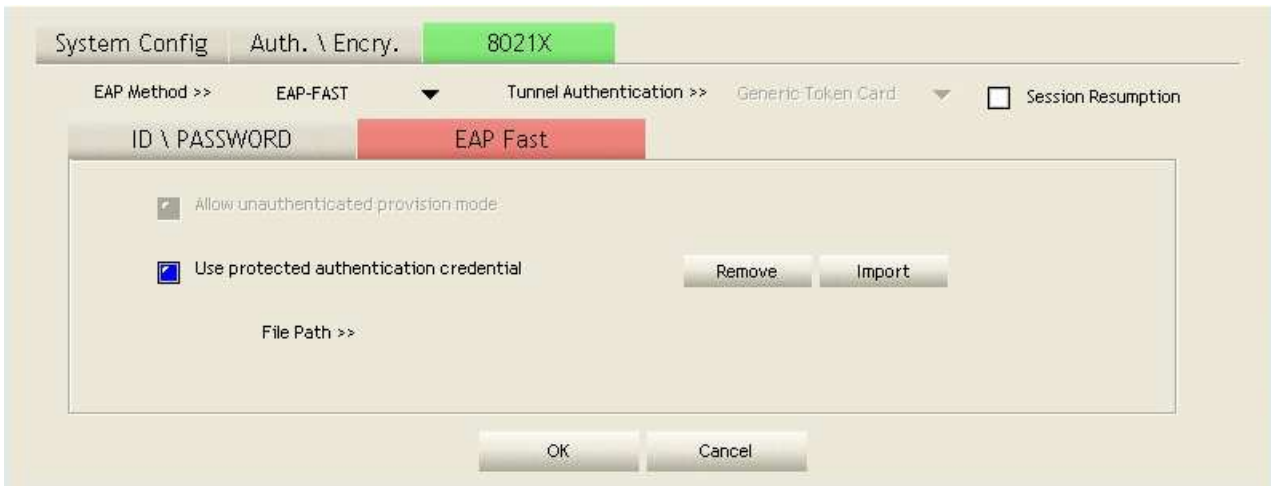 System Config Auth. \ Encry. 8021X
EAP Method >> EAP-FAST Tunnel Authentication >> Generic Token Card Session Resumption
ID \ PASSWORD EAP Fast
Allow unauthenticated provision mode
Use protected authentication credential Remove Import
File Path >>
OK Cancel